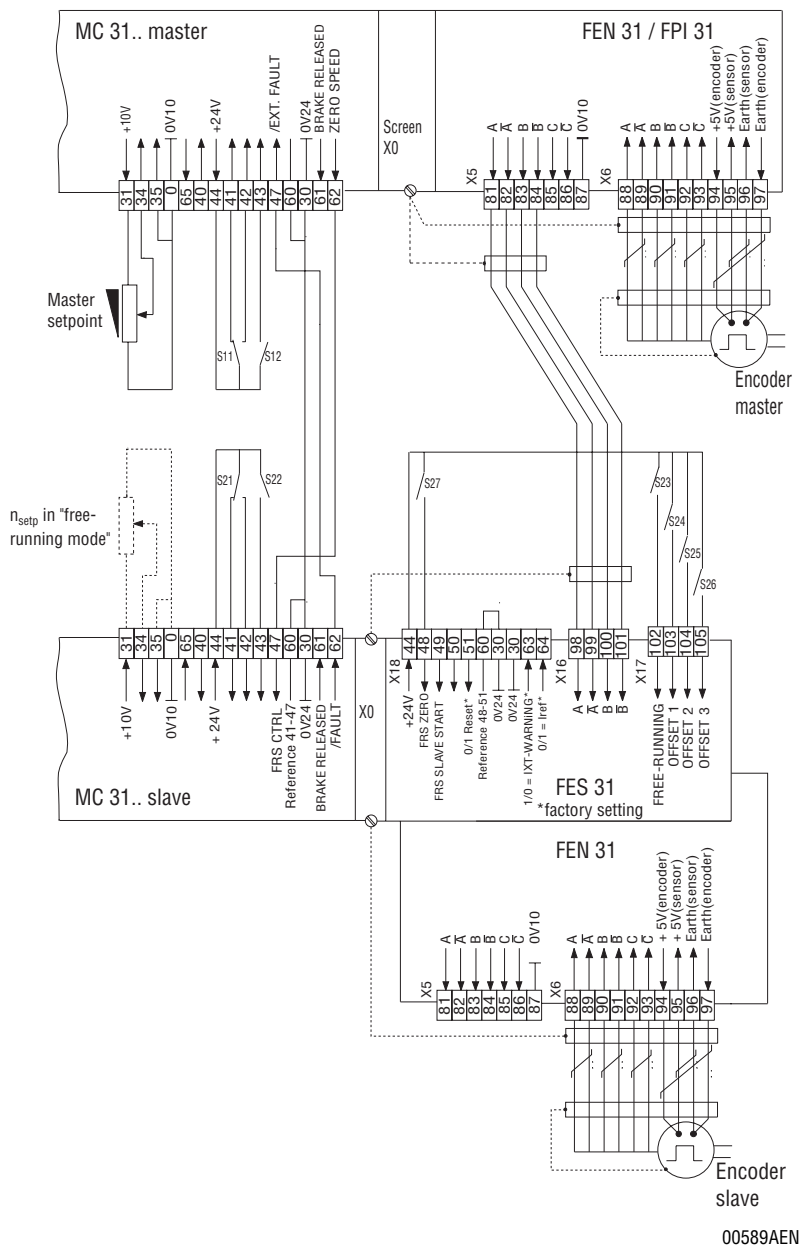 MC 31.. master
FEN 31 / FPI 31
+10V
0V10
+24V
/EXT. FAULT
0V24
BRAKE RELEASED
ZERO SPEED
Screen
X0
A
A̅
B
B̅
C
C̅
0V10
A
A̅
B
B̅
C
C̅
+5V(encoder)
+5V(sensor)
Earth(sensor)
Earth(encoder)
31 34 35 0 65 40 44 41 42 43 47 60 30 61 62
X5
81 82 83 84 85 86 87
X6
88 89 90 91 92 93 94 95 96 97
Master
setpoint
S11
S12
Encoder
master
nsetp in "free-
running mode"
S21
S22
S27
S23
S24
S25
S26
31 34 35 0 65 40 44 41 42 43 47 60 30 61 62
X0
X18
44 48 49 50 51 60 30 30 63 64
X16
98 99 100 101
X17
102 103 104 105
+10V
0V10
+ 24V
FRS CTRL
Reference 41-47
0V24
BRAKE RELEASED
/FAULT
+24V
FRS ZERO
FRS SLAVE START
0/1 Reset*
Reference 48-51
0V24
0V24
1/0 = IXT-WARNING*
0/1 = Iref*
A
A̅
B
B̅
FREE-RUNNING
OFFSET 1
OFFSET 2
OFFSET 3
MC 31.. slave
FES 31
*factory setting
FEN 31
A
A̅
B
B̅
C
C̅
0V10
A
A̅
B
B̅
C
C̅
+ 5V(encoder)
+ 5V(sensor)
Earth(sensor)
Earth(encoder)
X5
81 82 83 84 85 86 87
X6
88 89 90 91 92 93 94 95 96 97
Encoder
slave
00589AEN